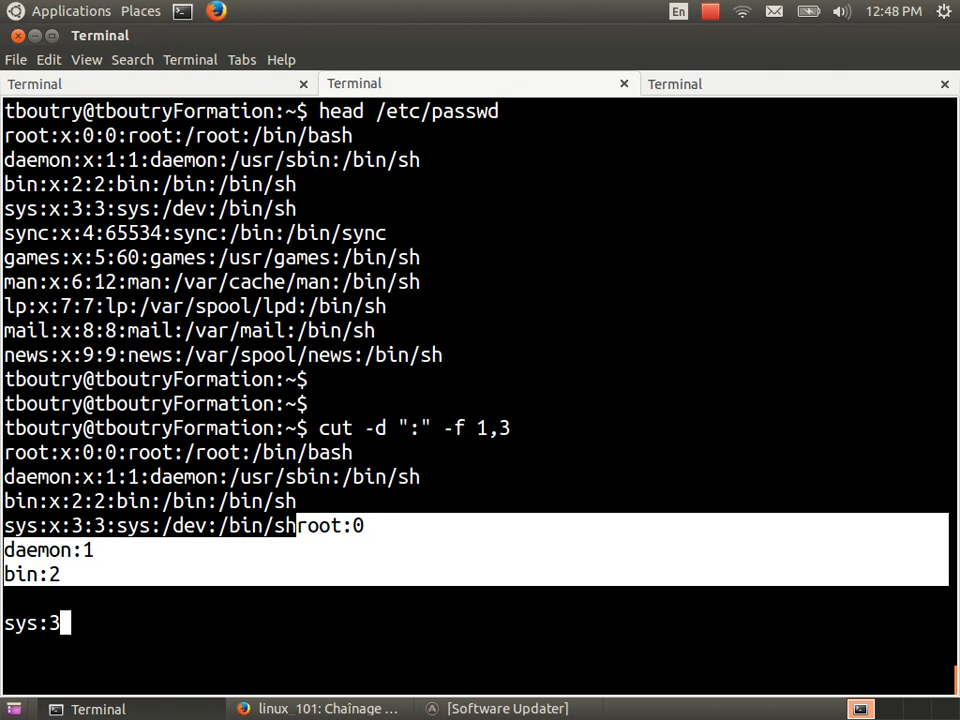 Applications Places En 12:48 PM
Terminal
File Edit View Search Terminal Tabs Help
Terminal Terminal Terminal
tboutry@tboutryFormation:~$ head /etc/passwd
root:x:0:0:root:/root:/bin/bash
daemon:x:1:1:daemon:/usr/sbin:/bin/sh
bin:x:2:2:bin:/bin:/bin/sh
sys:x:3:3:sys:/dev:/bin/sh
sync:x:4:65534:sync:/bin:/bin/sync
games:x:5:60:games:/usr/games:/bin/sh
man:x:6:12:man:/var/cache/man:/bin/sh
lp:x:7:7:lp:/var/spool/lpd:/bin/sh
mail:x:8:8:mail:/var/mail:/bin/sh
news:x:9:9:news:/var/spool/news:/bin/sh
tboutry@tboutryFormation:~$
tboutry@tboutryFormation:~$
tboutry@tboutryFormation:~$ cut -d ":" -f 1,3
root:x:0:0:root:/root:/bin/bash
daemon:x:1:1:daemon:/usr/sbin:/bin/sh
bin:x:2:2:bin:/bin:/bin/sh
sys:x:3:3:sys:/dev:/bin/shroot:0
daemon:1
bin:2
sys:3
Terminal linux_101: Chaînage ... [Software Updater]